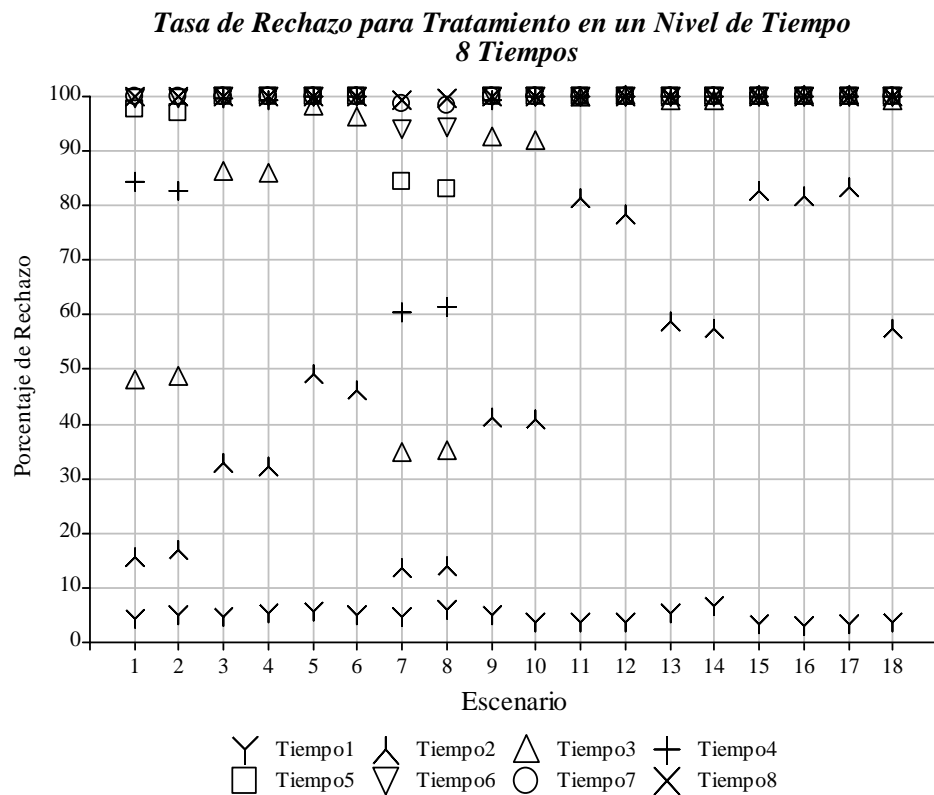 Tasa de Rechazo para Tratamiento en un Nivel de Tiempo
8 Tiempos
Porcentaje de Rechazo
100
90
80
70
60
50
40
30
20
10
0
1 2 3 4 5 6 7 8 9 10 11 12 13 14 15 16 17 18
Escenario
Tiempo1 Tiempo2 Tiempo3 Tiempo4
Tiempo5 Tiempo6 Tiempo7 Tiempo8